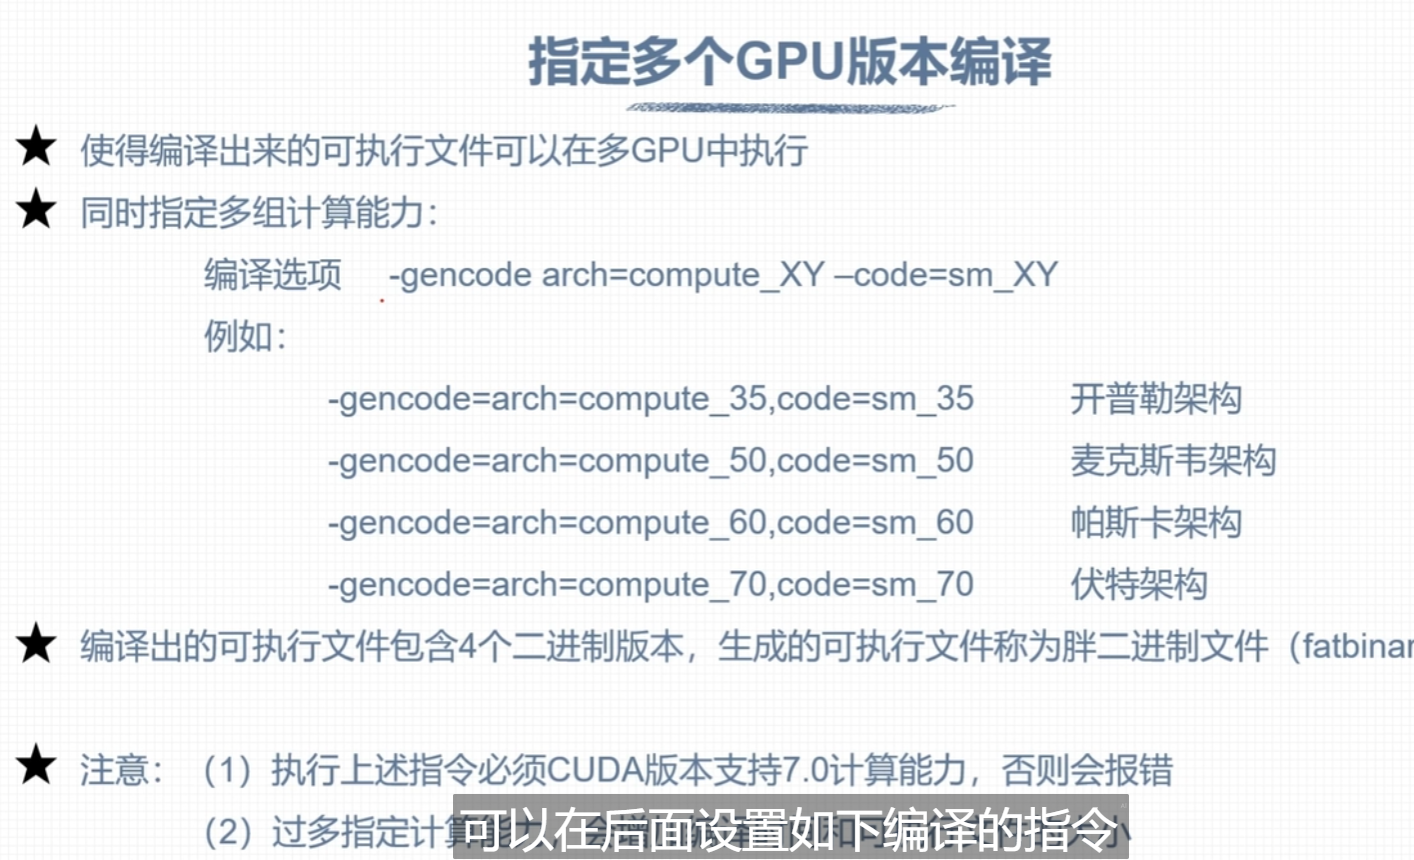 指定多个GPU版本编译
★ 使得编译出来的可执行文件可以在多GPU中执行
★ 同时指定多组计算能力：
编译选项 -gencode arch=compute_XY –code=sm_XY
例如：
-gencode=arch=compute_35,code=sm_35 开普勒架构
-gencode=arch=compute_50,code=sm_50 麦克斯韦架构
-gencode=arch=compute_60,code=sm_60 帕斯卡架构
-gencode=arch=compute_70,code=sm_70 伏特架构
★ 编译出的可执行文件包含4个二进制版本，生成的可执行文件称为胖二进制文件（fatbinar
★ 注意：（1）执行上述指令必须CUDA版本支持7.0计算能力，否则会报错
（2）过多指定计算
可以在后面设置如下编译的指令